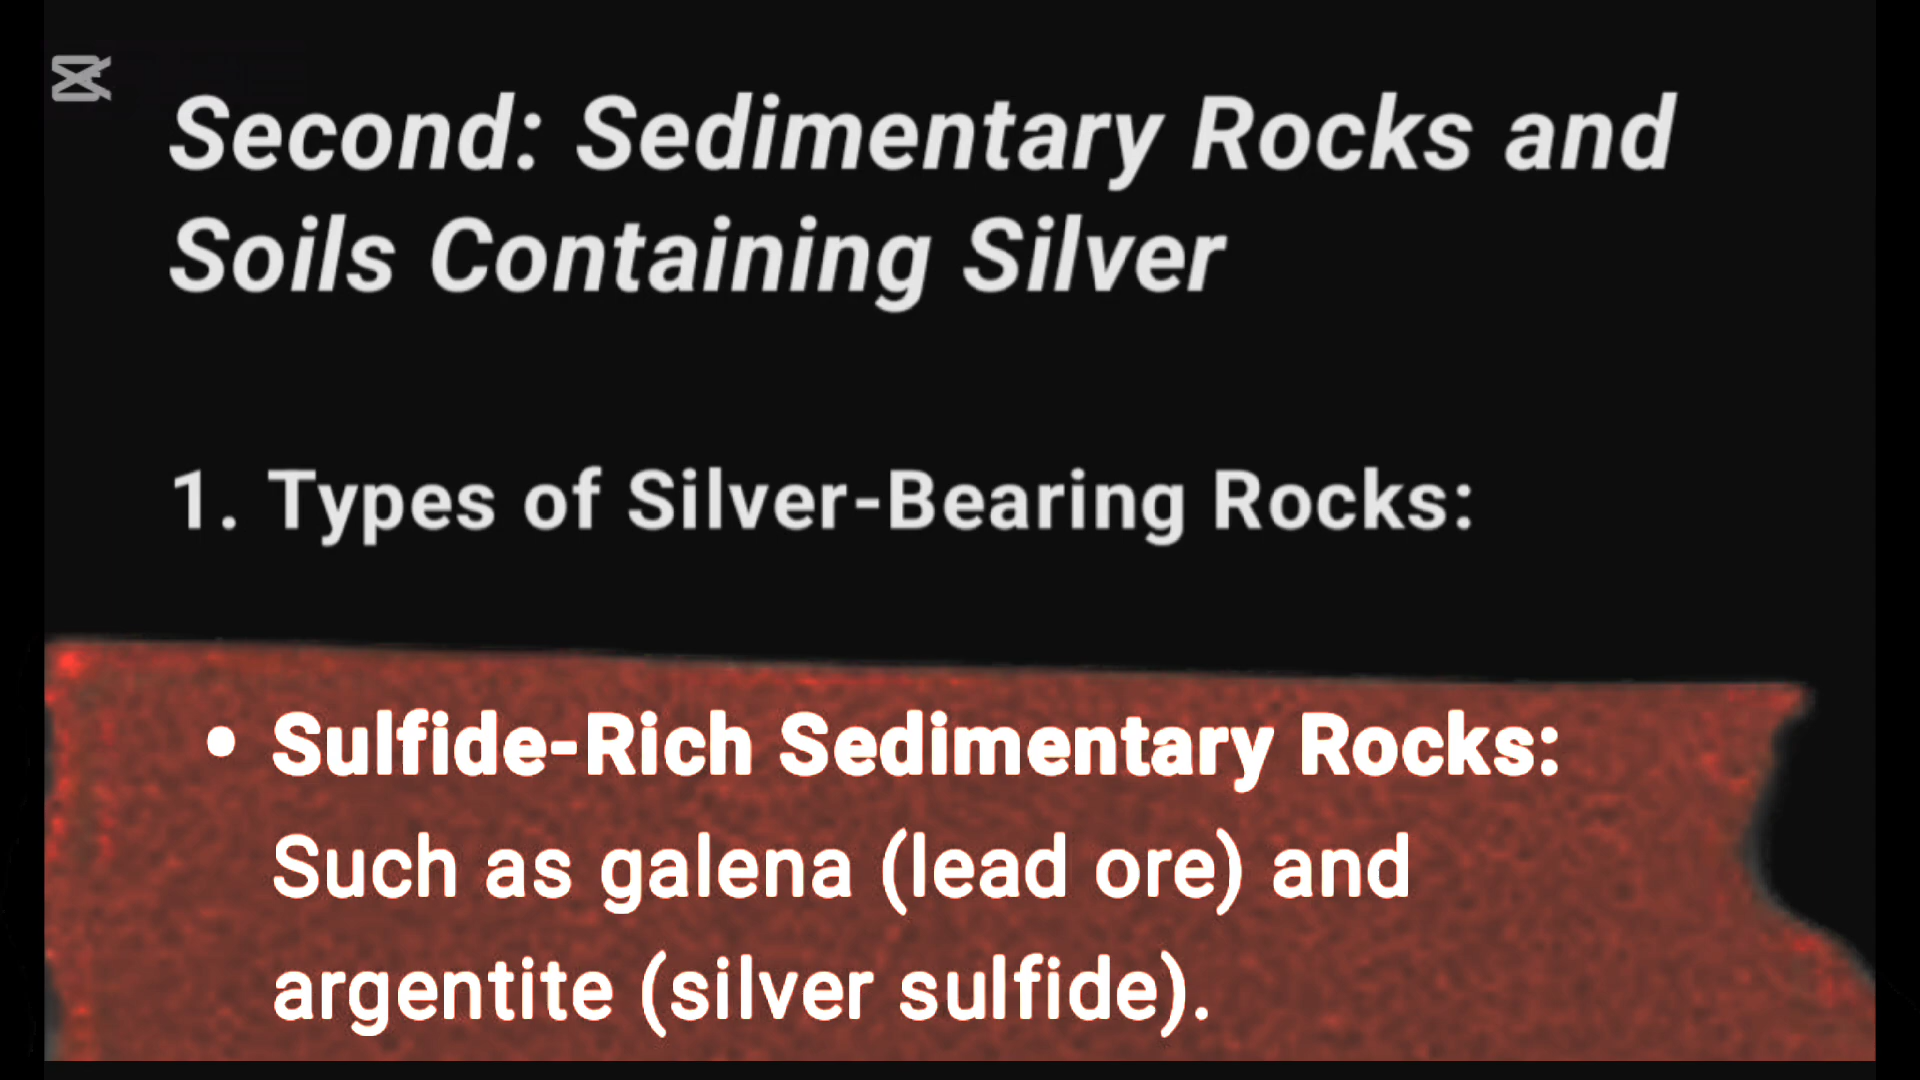 Second: Sedimentary Rocks and
Soils Containing Silver
1. Types of Silver-Bearing Rocks:
• Sulfide-Rich Sedimentary Rocks:
Such as galena (lead ore) and
argentite (silver sulfide).